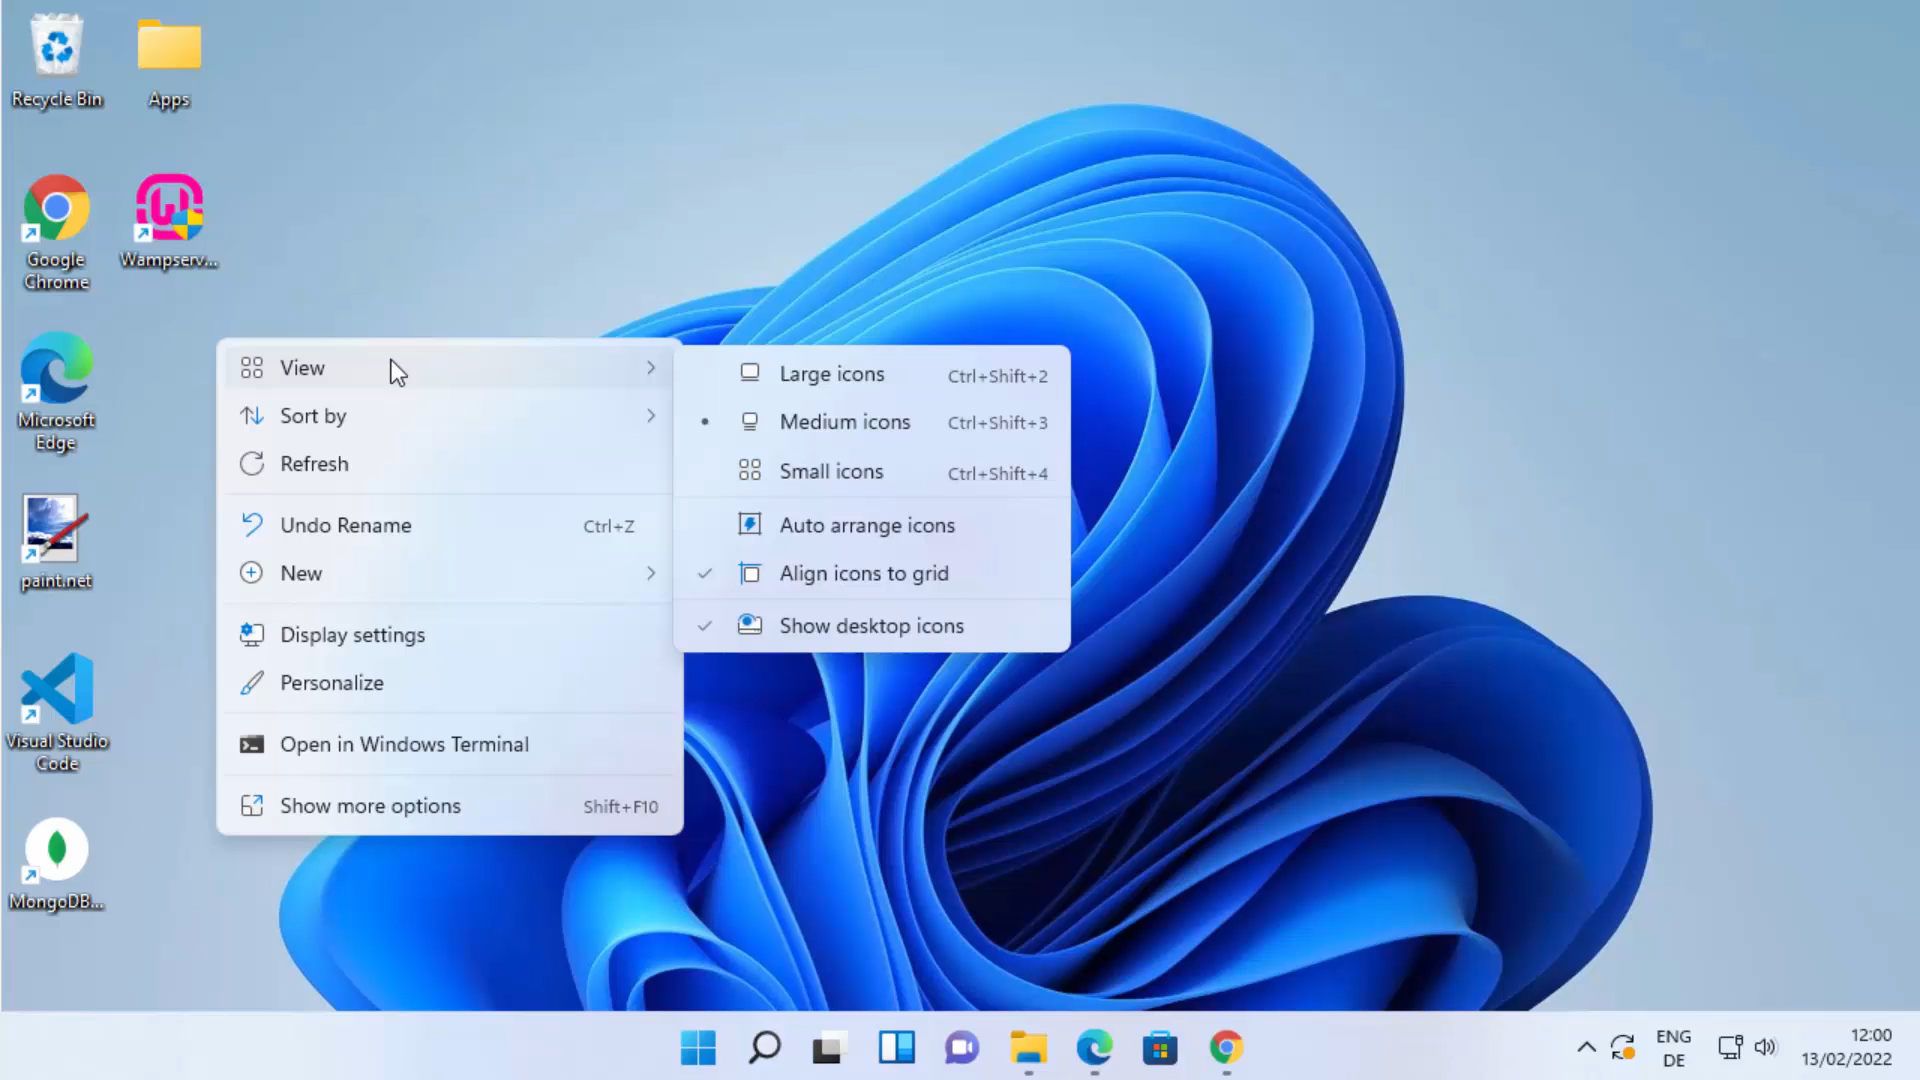 Recycle Bin
Apps
Google
Chrome
Wampserv...
Microsoft
Edge
paint.net
Visual Studio
Code
MongoDB...
View
Sort by
Refresh
Undo Rename Ctrl+Z
New
Display settings
Personalize
Open in Windows Terminal
Show more options Shift+F10
Large icons Ctrl+Shift+2
Medium icons Ctrl+Shift+3
Small icons Ctrl+Shift+4
Auto arrange icons
Align icons to grid
Show desktop icons
ENG
DE
12:00
13/02/2022